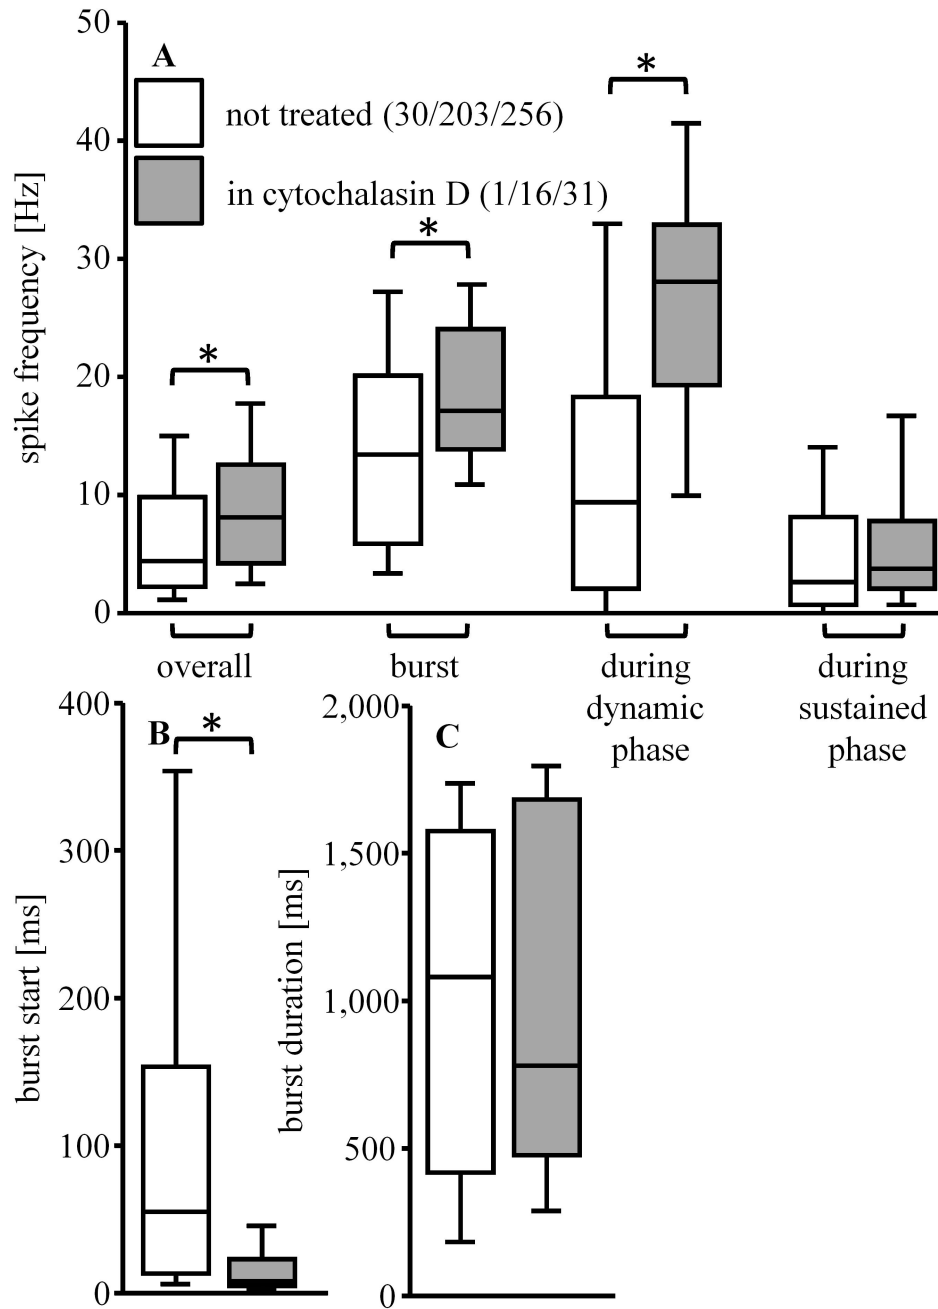 50
A
not treated (30/203/256)
40
in cytochalasin D (1/16/31)
*
*
*
30
20
10
0
spike frequency [Hz]
overall
burst
during
dynamic
phase
during
sustained
phase
B
*
400
300
200
100
0
burst start [ms]
C
2,000
1,500
1,000
500
0
burst duration [ms]